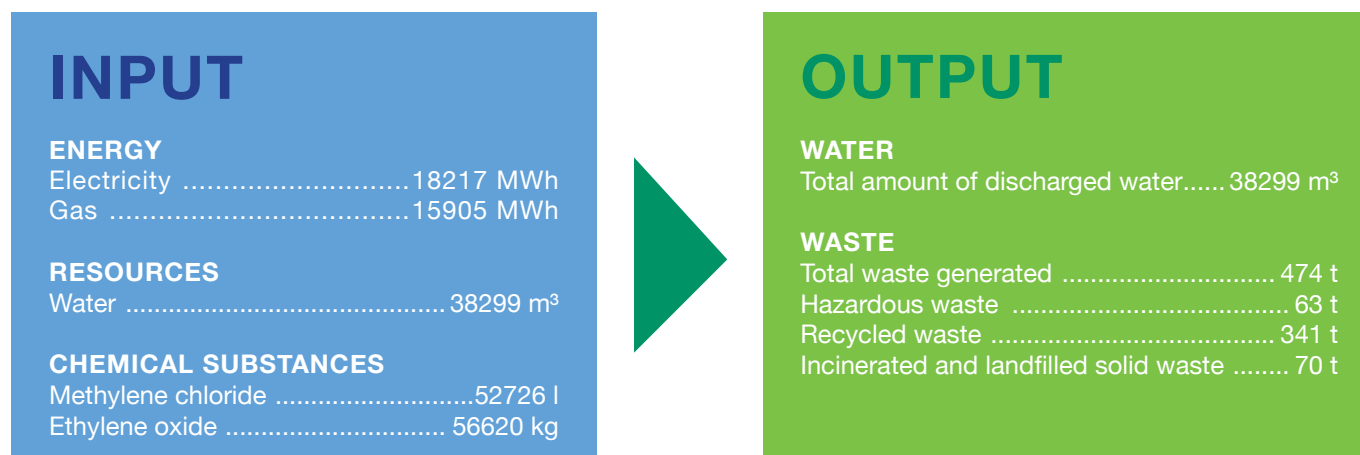 INPUT
ENERGY
Electricity ............................18217 MWh
Gas .....................................15905 MWh
RESOURCES
Water ............................................. 38299 m³
CHEMICAL SUBSTANCES
Methylene chloride ............................52726 l
Ethylene oxide ............................... 56620 kg
OUTPUT
WATER
Total amount of discharged water...... 38299 m³
WASTE
Total waste generated .............................. 474 t
Hazardous waste ....................................... 63 t
Recycled waste ........................................ 341 t
Incinerated and landfilled solid waste ........ 70 t